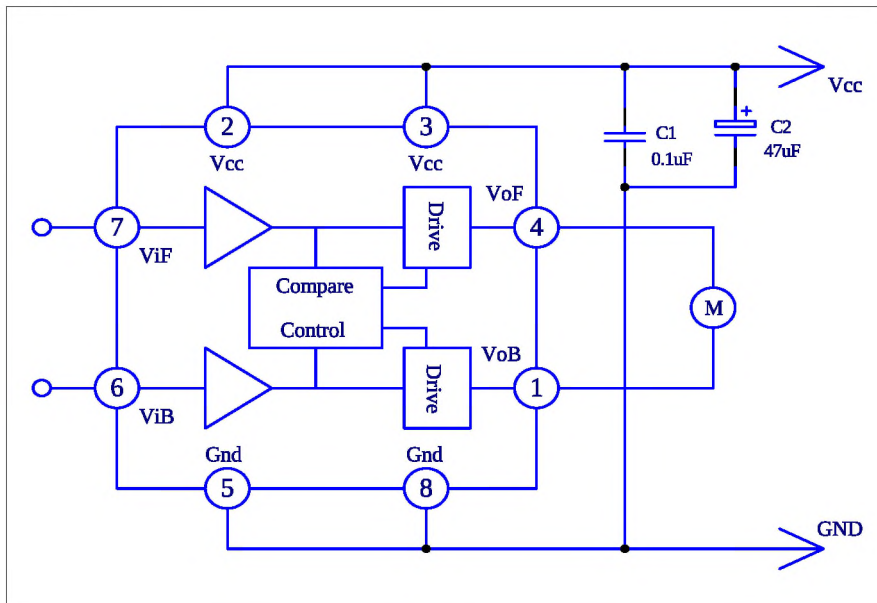 Vcc
2
3
Vcc
Vcc
+
C1
0.1uF
C2
47uF
VoF
7
ViF
Drive
4
Compare
Control
M
VoB
6
ViB
Drive
1
Gnd
Gnd
5
8
GND